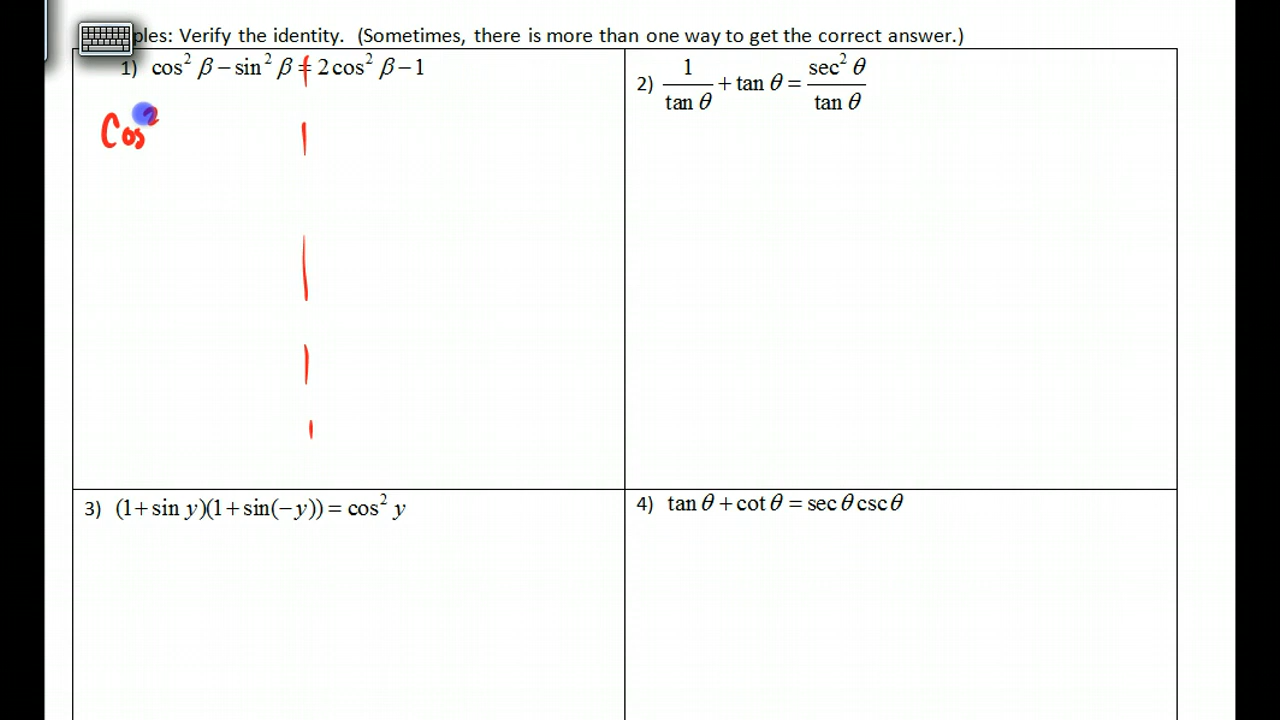 ples: Verify the identity. (Sometimes, there is more than one way to get the correct answer.)
1) cos² β − sin² β = 2cos² β − 1
Cos²
2) 1/tan θ + tan θ = sec² θ/tan θ
3) (1 + sin y)(1 + sin(−y)) = cos² y
4) tan θ + cot θ = sec θ csc θ